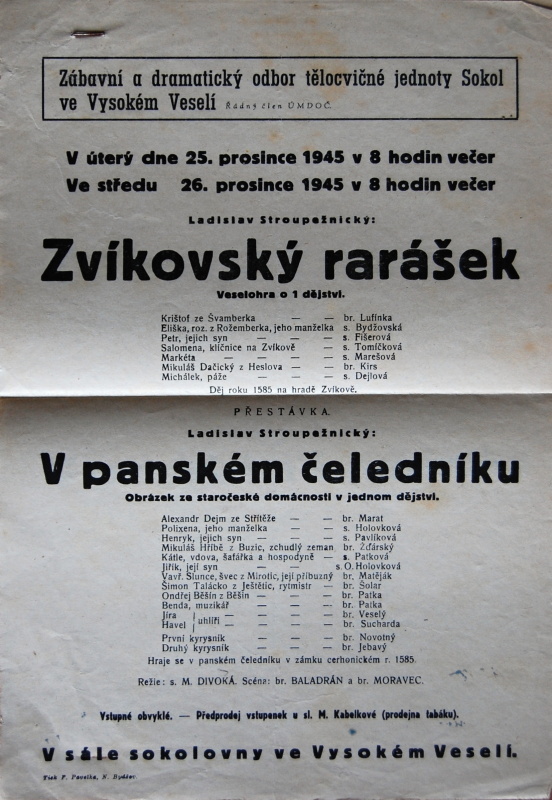 Zábavní a dramatický odbor tělocvičné jednoty Sokol
ve Vysokém Veselí Řádný člen ÚMDOČ.
V úterý dne 25. prosince 1945 v 8 hodin večer
Ve středu 26. prosince 1945 v 8 hodin večer
Ladislav Stroupežnický:
Zvíkovský rarášek
Veselohra o 1 dějství.
Krištof ze Švamberka — — br. Lufinka
Eliška, roz. z Rožemberka, jeho manželka s. Bydžovská
Petr, jejich syn — — — s. Fišerová
Salomena, klíčnice na Zvíkově — s. Tomíčková
Markéta — — — — s. Marešová
Mikuláš Dačický z Heslova — — br. Kirs
Michálek, páže — — — s. Dejlová
Děj roku 1585 na hradě Zvíkově.
PŘESTÁVKA.
Ladislav Stroupežnický:
V panském čeledníku
Obrázek ze staročeské domácnosti v jednom dějství.
Alexandr Dejm ze Střítěže — — br. Marat
Polixena, jeho manželka — — s. Holovková
Henryk, jejich syn — — — s. Pavlíková
Mikuláš Hříbě z Buzic, zchudlý zeman br. Žďárský
Kátle, vdova, šafářka a hospodyně — s. Patková
Jiřík, její syn — — — s. O. Holovková
Vavř. Slunce, švec z Mirotic, její příbuzný br. Matěják
Šimon Talácko z Ještětic, rytmistr — br. Šolar
Ondřej Běšín z Běšin — — — br. Patka
Benda, muzikář — — — br. Patka
Jíra } uhlíři — — — br. Veselý
Havel — — — br. Sucharda
První kyrysník — — — br. Novotný
Druhý kyrysník — — — br. Jebavý
Hraje se v panském čeledníku v zámku cerhonickém r. 1585.
Režie: s. M. DIVOKÁ. Scéna: br. BALADRÁN a br. MORAVEC.
Vstupné obvyklé. — Předprodej vstupenek u sl. M. Kabelkové (prodejna tabáku).
V sále sokolovny ve Vysokém Veselí.
Tisk F. Pavelka, N. Bydžov.